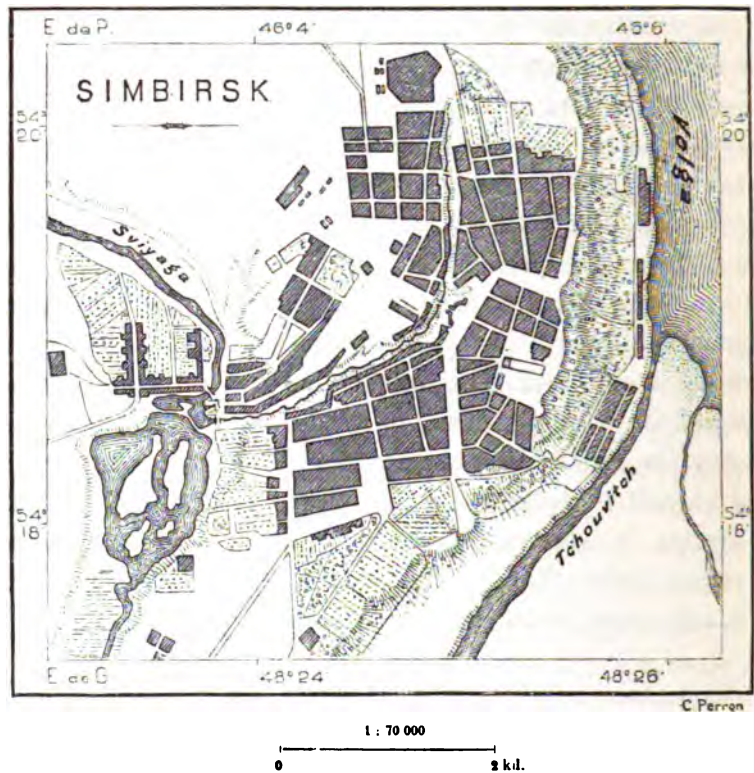 E de P. 46°4' 46°6'
SIMBIRSK
54° 20' 54° 20'
Volga
Sviyaga
54° 18' 54° 18'
Tchouvitch
E de G 48°24' 48°26'
C. Perron
1 : 70 000
0 2 kil.